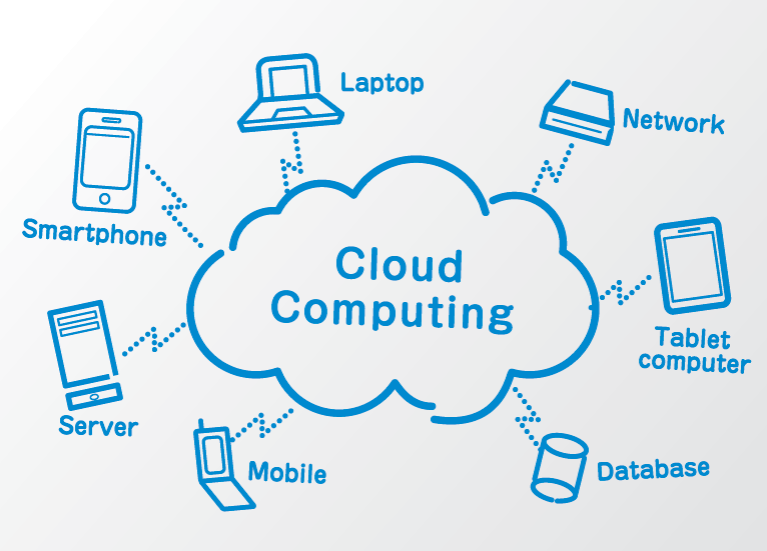 Laptop
Network
Smartphone
Cloud
Computing
Tablet
computer
Server
Mobile
Database